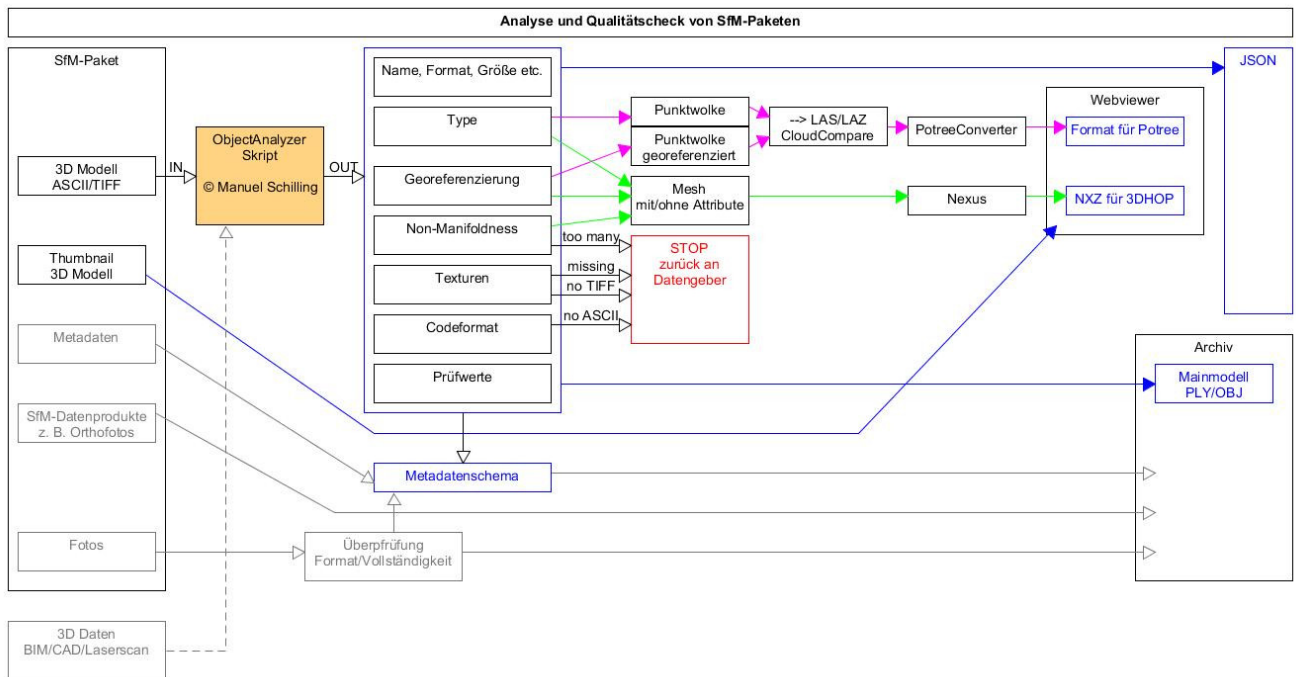 Analyse und Qualitätscheck von SfM-Paketen
SfM-Paket
3D Modell
ASCII/TIFF
Thumbnail
3D Modell
Metadaten
SfM-Datenprodukte
z. B. Orthofotos
Fotos
3D Daten
BIM/CAD/Laserscan
IN
ObjectAnalyzer
Skript
© Manuel Schilling
OUT
Name, Format, Größe etc.
Type
Georeferenzierung
Non-Manifoldness
Texturen
Codeformat
Prüfwerte
Metadatenschema
Überpfrüfung
Format/Vollständigkeit
too many
missing
no TIFF
no ASCII
Punktwolke
Punktwolke
georeferenziert
Mesh
mit/ohne Attribute
STOP
zurück an
Datengeber
--> LAS/LAZ
CloudCompare
PotreeConverter
Nexus
Webviewer
Format für Potree
NXZ für 3DHOP
JSON
Archiv
Mainmodell
PLY/OBJ